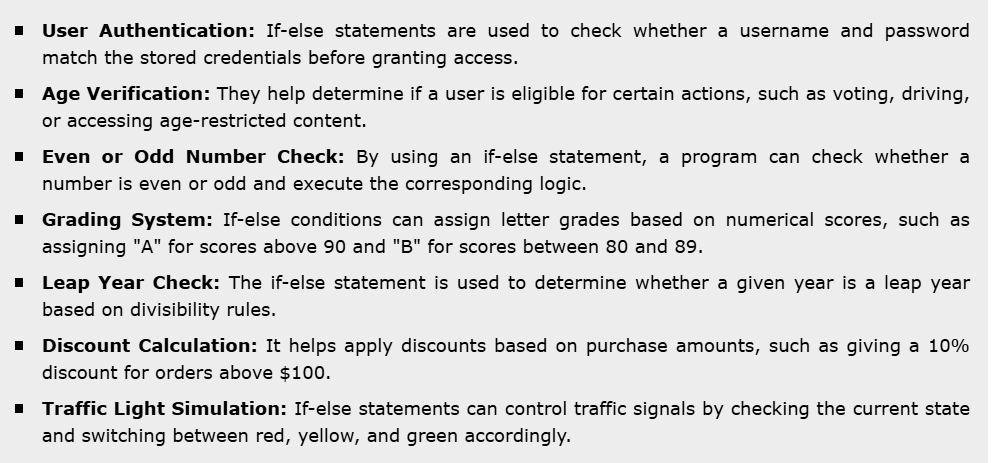 ▪ User Authentication: If-else statements are used to check whether a username and password
match the stored credentials before granting access.
▪ Age Verification: They help determine if a user is eligible for certain actions, such as voting, driving,
or accessing age-restricted content.
▪ Even or Odd Number Check: By using an if-else statement, a program can check whether a
number is even or odd and execute the corresponding logic.
▪ Grading System: If-else conditions can assign letter grades based on numerical scores, such as
assigning "A" for scores above 90 and "B" for scores between 80 and 89.
▪ Leap Year Check: The if-else statement is used to determine whether a given year is a leap year
based on divisibility rules.
▪ Discount Calculation: It helps apply discounts based on purchase amounts, such as giving a 10%
discount for orders above $100.
▪ Traffic Light Simulation: If-else statements can control traffic signals by checking the current state
and switching between red, yellow, and green accordingly.